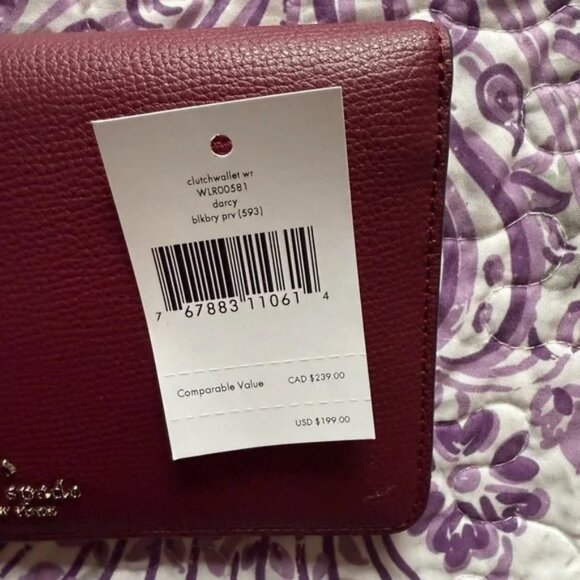 clutchwallet wr
WLR00581
darcy
blkbry prv (593)
7 67883 11061 4
Comparable Value CAD $239.00
USD $199.00
spade
new york